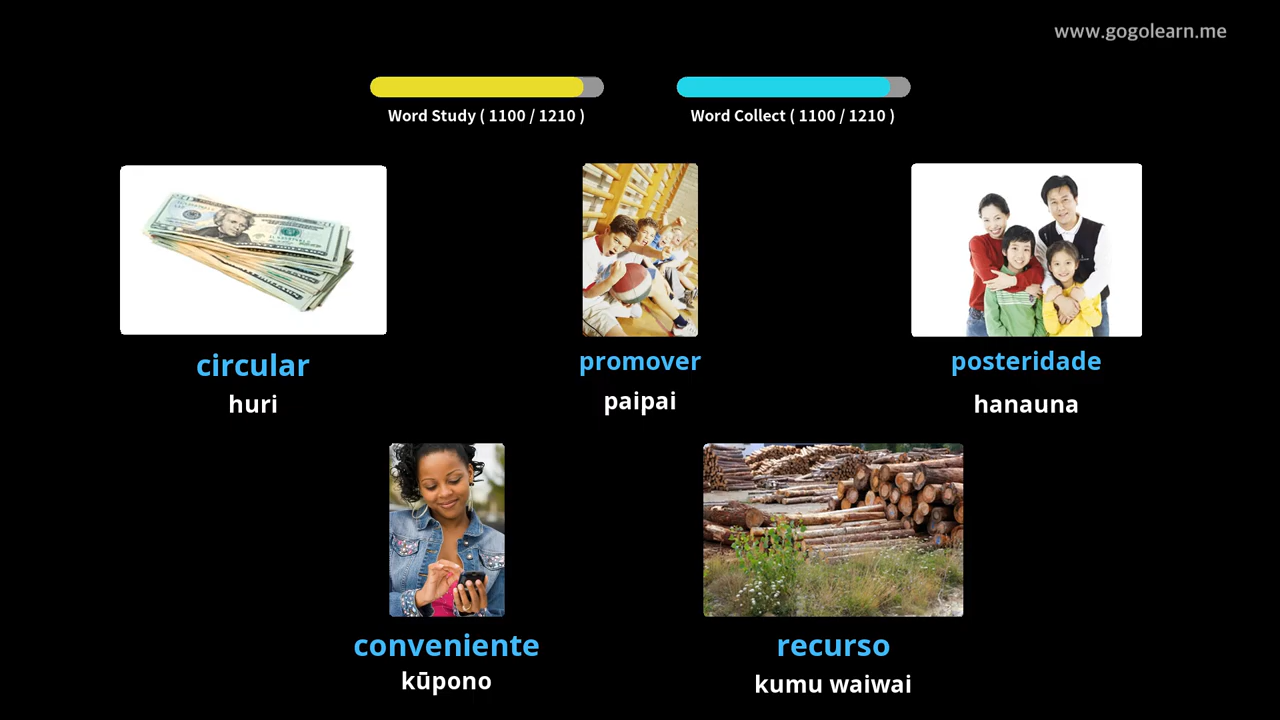 www.gogolearn.me
Word Study ( 1100 / 1210 )
Word Collect ( 1100 / 1210 )
circular
huri
promover
paipai
posteridade
hanauna
conveniente
kūpono
recurso
kumu waiwai